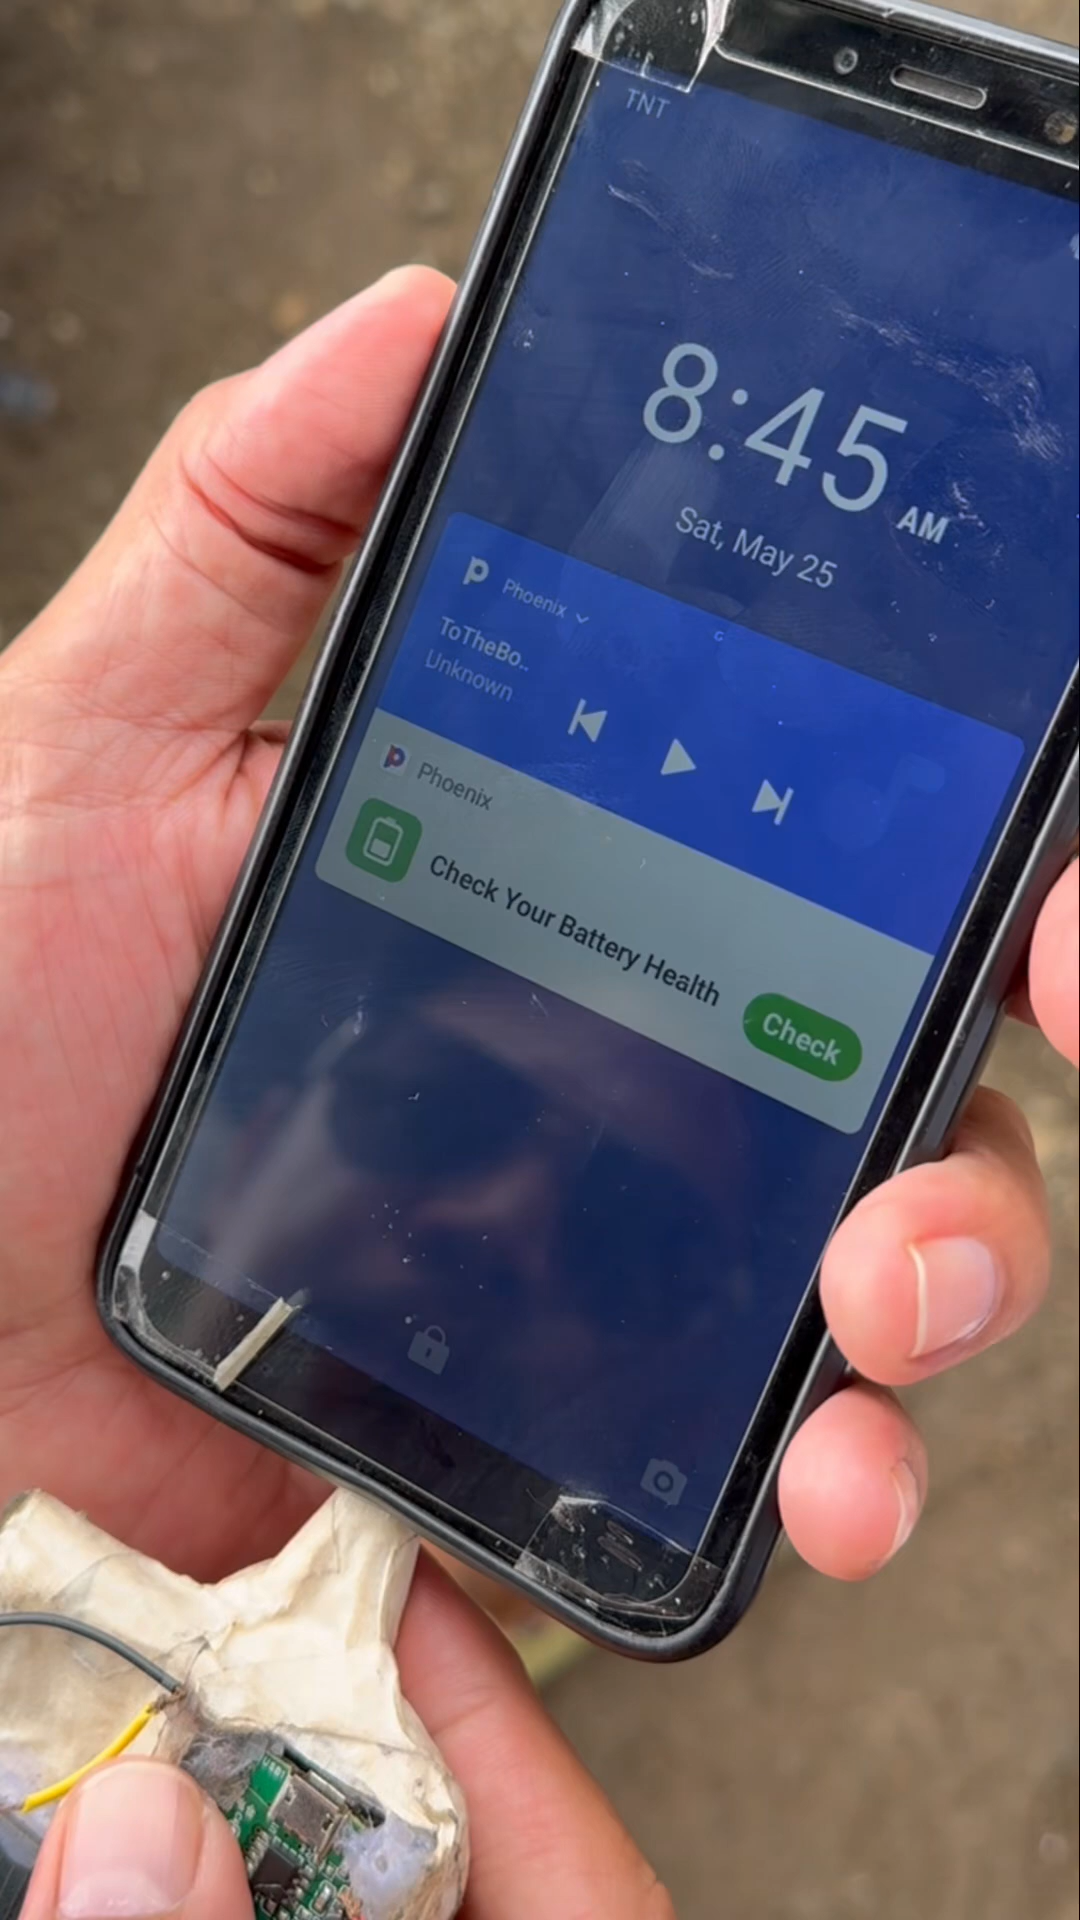 TNT
8:45 AM
Sat, May 25
Phoenix
ToTheBo..
Unknown
Phoenix
Check Your Battery Health
Check